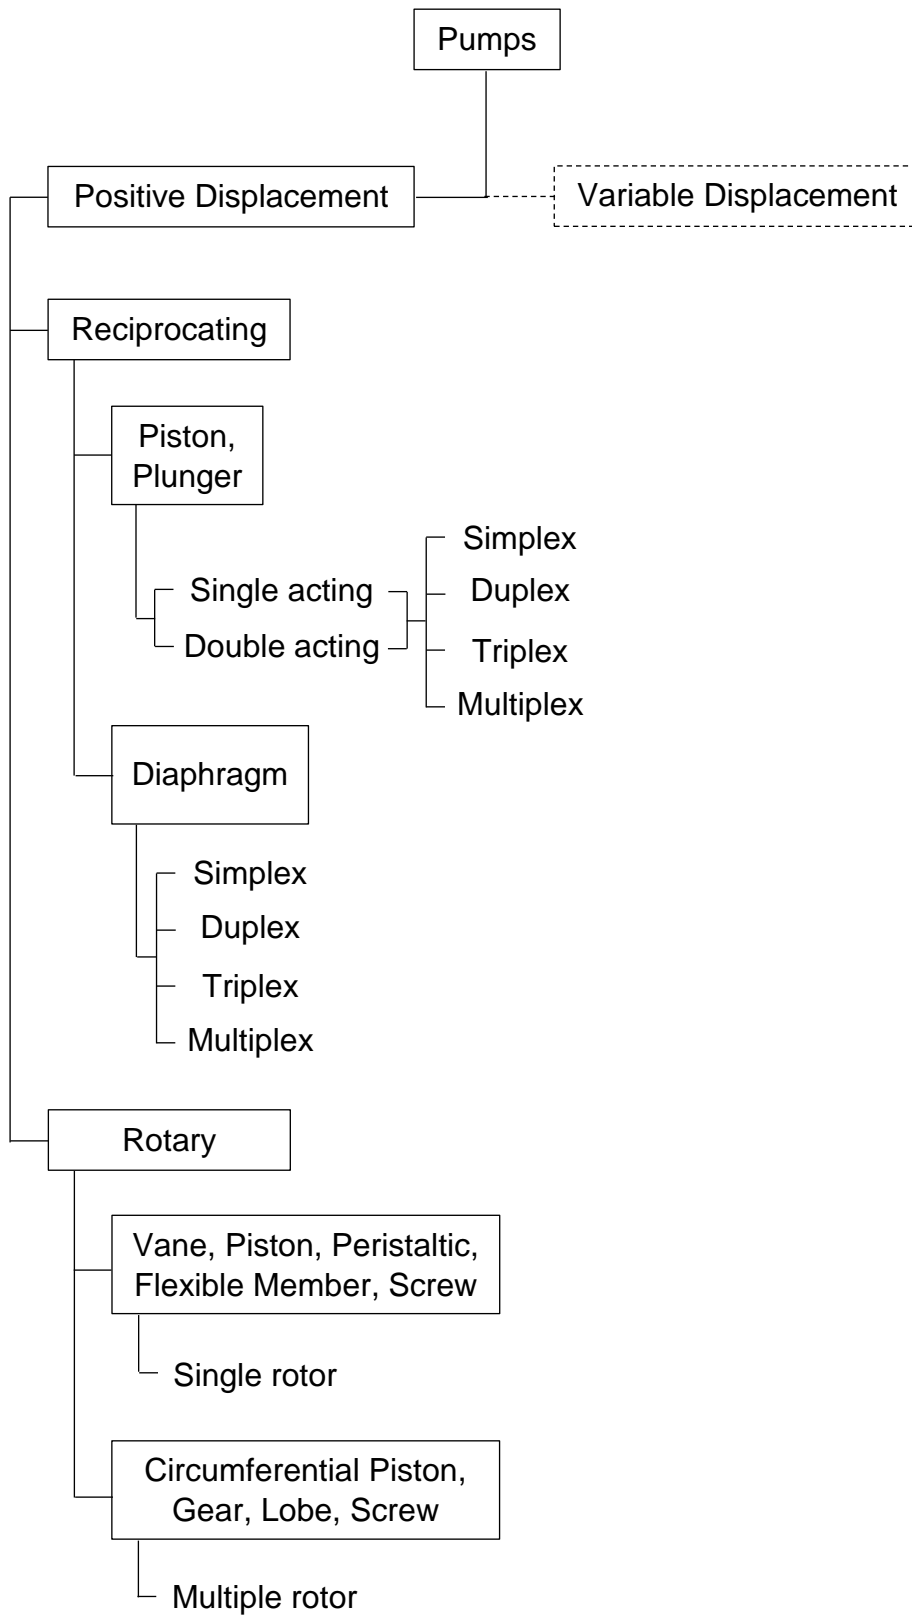 Pumps
Positive Displacement
Variable Displacement
Reciprocating
Piston,
Plunger
Single acting
Double acting
Simplex
Duplex
Triplex
Multiplex
Diaphragm
Simplex
Duplex
Triplex
Multiplex
Rotary
Vane, Piston, Peristaltic,
Flexible Member, Screw
Single rotor
Circumferential Piston,
Gear, Lobe, Screw
Multiple rotor